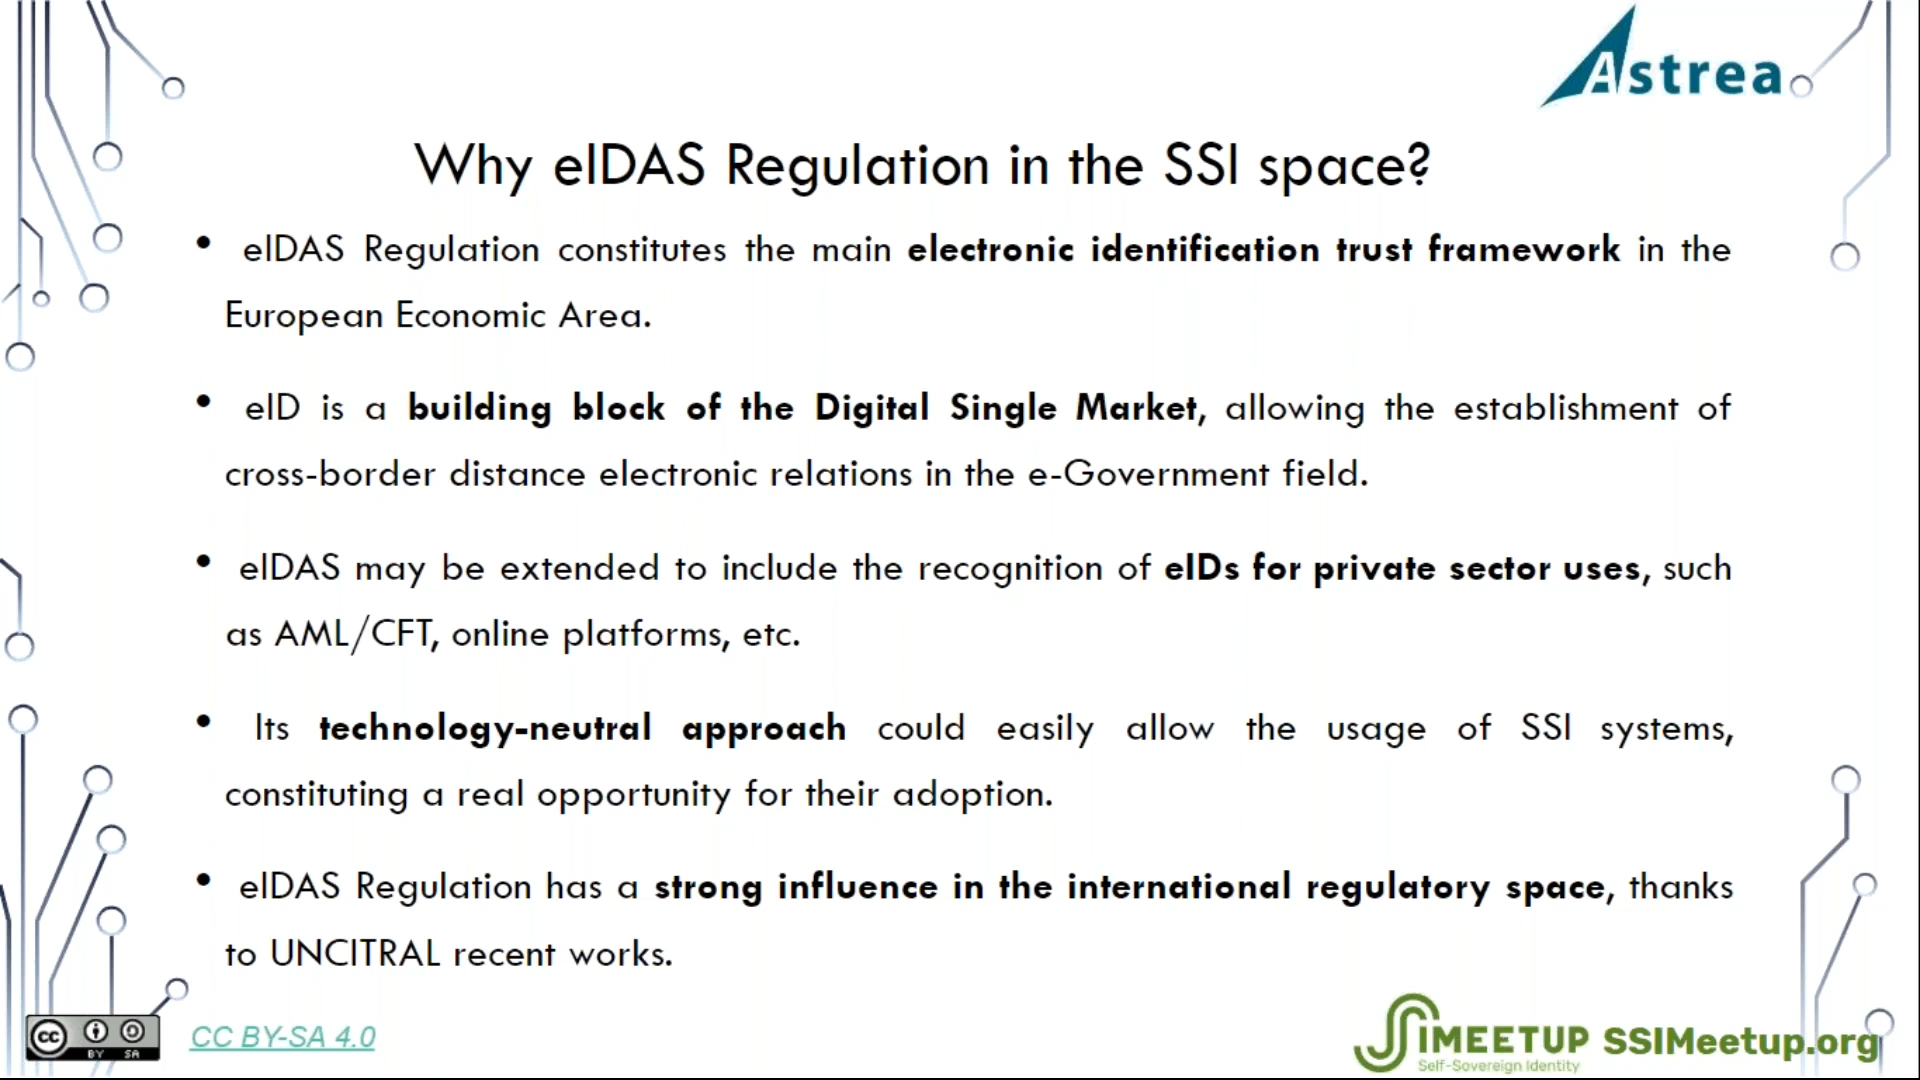 Astrea
Why eIDAS Regulation in the SSI space?
• eIDAS Regulation constitutes the main electronic identification trust framework in the
European Economic Area.
• eID is a building block of the Digital Single Market, allowing the establishment of
cross-border distance electronic relations in the e-Government field.
• eIDAS may be extended to include the recognition of eIDs for private sector uses, such
as AML/CFT, online platforms, etc.
• Its technology-neutral approach could easily allow the usage of SSI systems,
constituting a real opportunity for their adoption.
• eIDAS Regulation has a strong influence in the international regulatory space, thanks
to UNCITRAL recent works.
cc BY SA
CC BY-SA 4.0
SSIMEETUP SSIMeetup.org
Self-Sovereign Identity